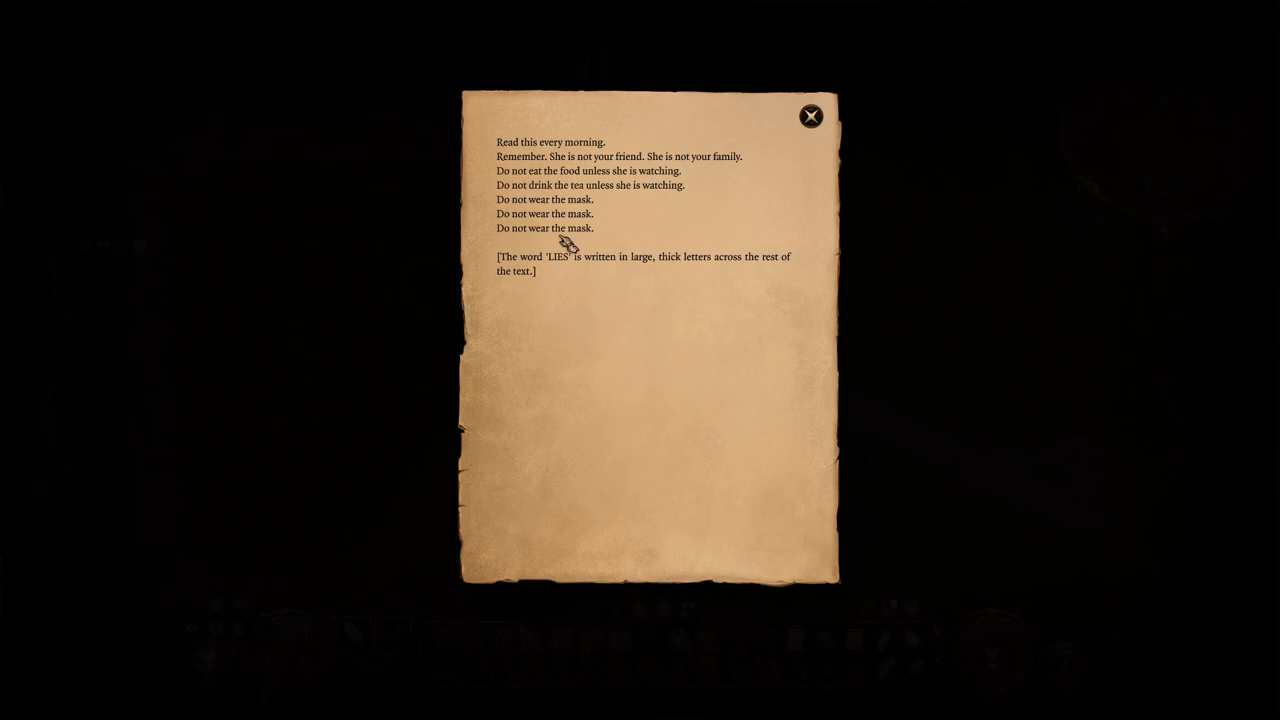 Read this every morning.
Remember. She is not your friend. She is not your family.
Do not eat the food unless she is watching.
Do not drink the tea unless she is watching.
Do not wear the mask.
Do not wear the mask.
Do not wear the mask.
[The word 'LIES' is written in large, thick letters across the rest of
the text.]